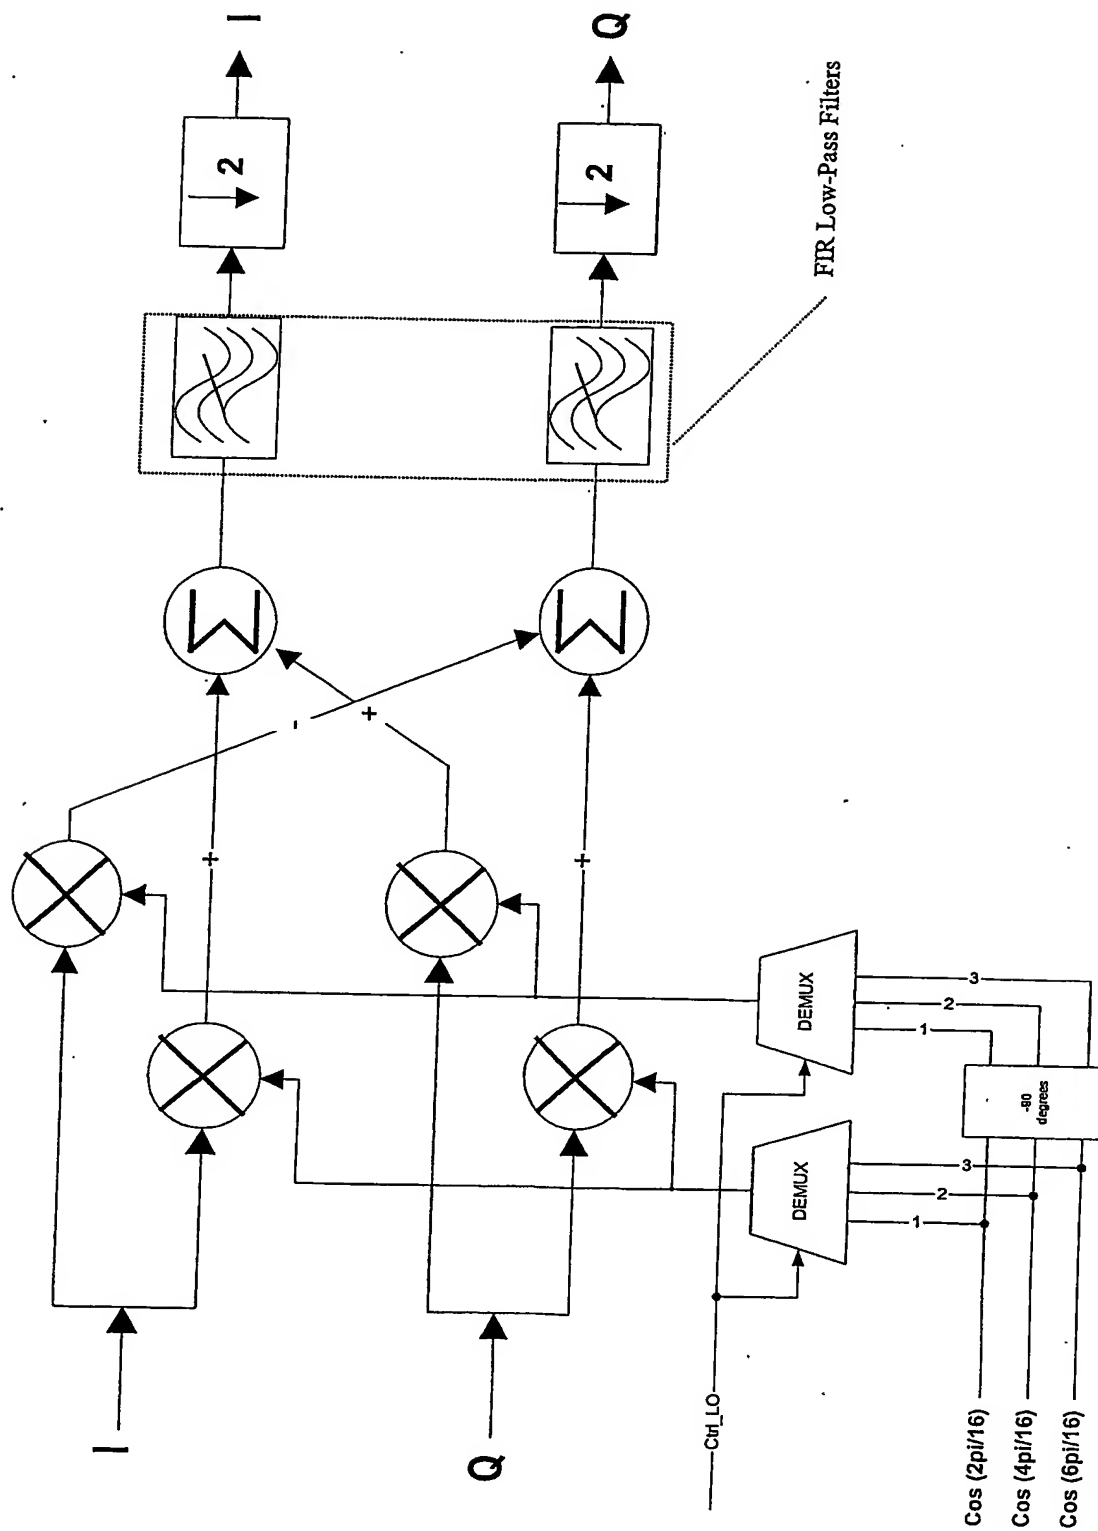 I
Q
2
2
FIR Low-Pass Filters
Σ
Σ
-
+
+
+
DEMUX
DEMUX
1
2
3
1
2
3
-90
degrees
Ctrl_LO
I
Q
Cos (2pi/16)
Cos (4pi/16)
Cos (6pi/16)